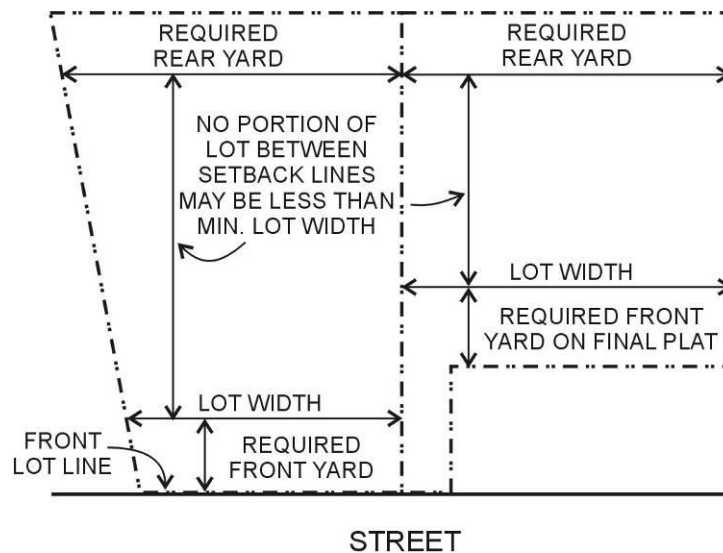 REQUIRED
REAR YARD
REQUIRED
REAR YARD
NO PORTION OF
LOT BETWEEN
SETBACK LINES
MAY BE LESS THAN
MIN. LOT WIDTH
LOT WIDTH
REQUIRED FRONT
YARD ON FINAL PLAT
LOT WIDTH
FRONT
LOT LINE
REQUIRED
FRONT YARD
STREET